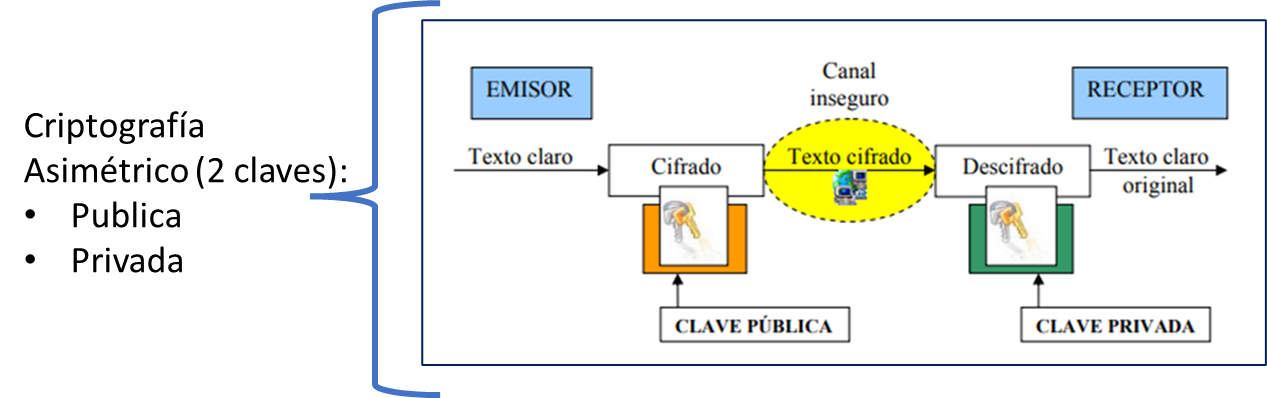 Criptografía
Asimétrico (2 claves):
• Publica
• Privada
EMISOR
Canal
inseguro
RECEPTOR
Texto claro
Cifrado
Texto cifrado
Descifrado
Texto claro
original
CLAVE PÚBLICA
CLAVE PRIVADA